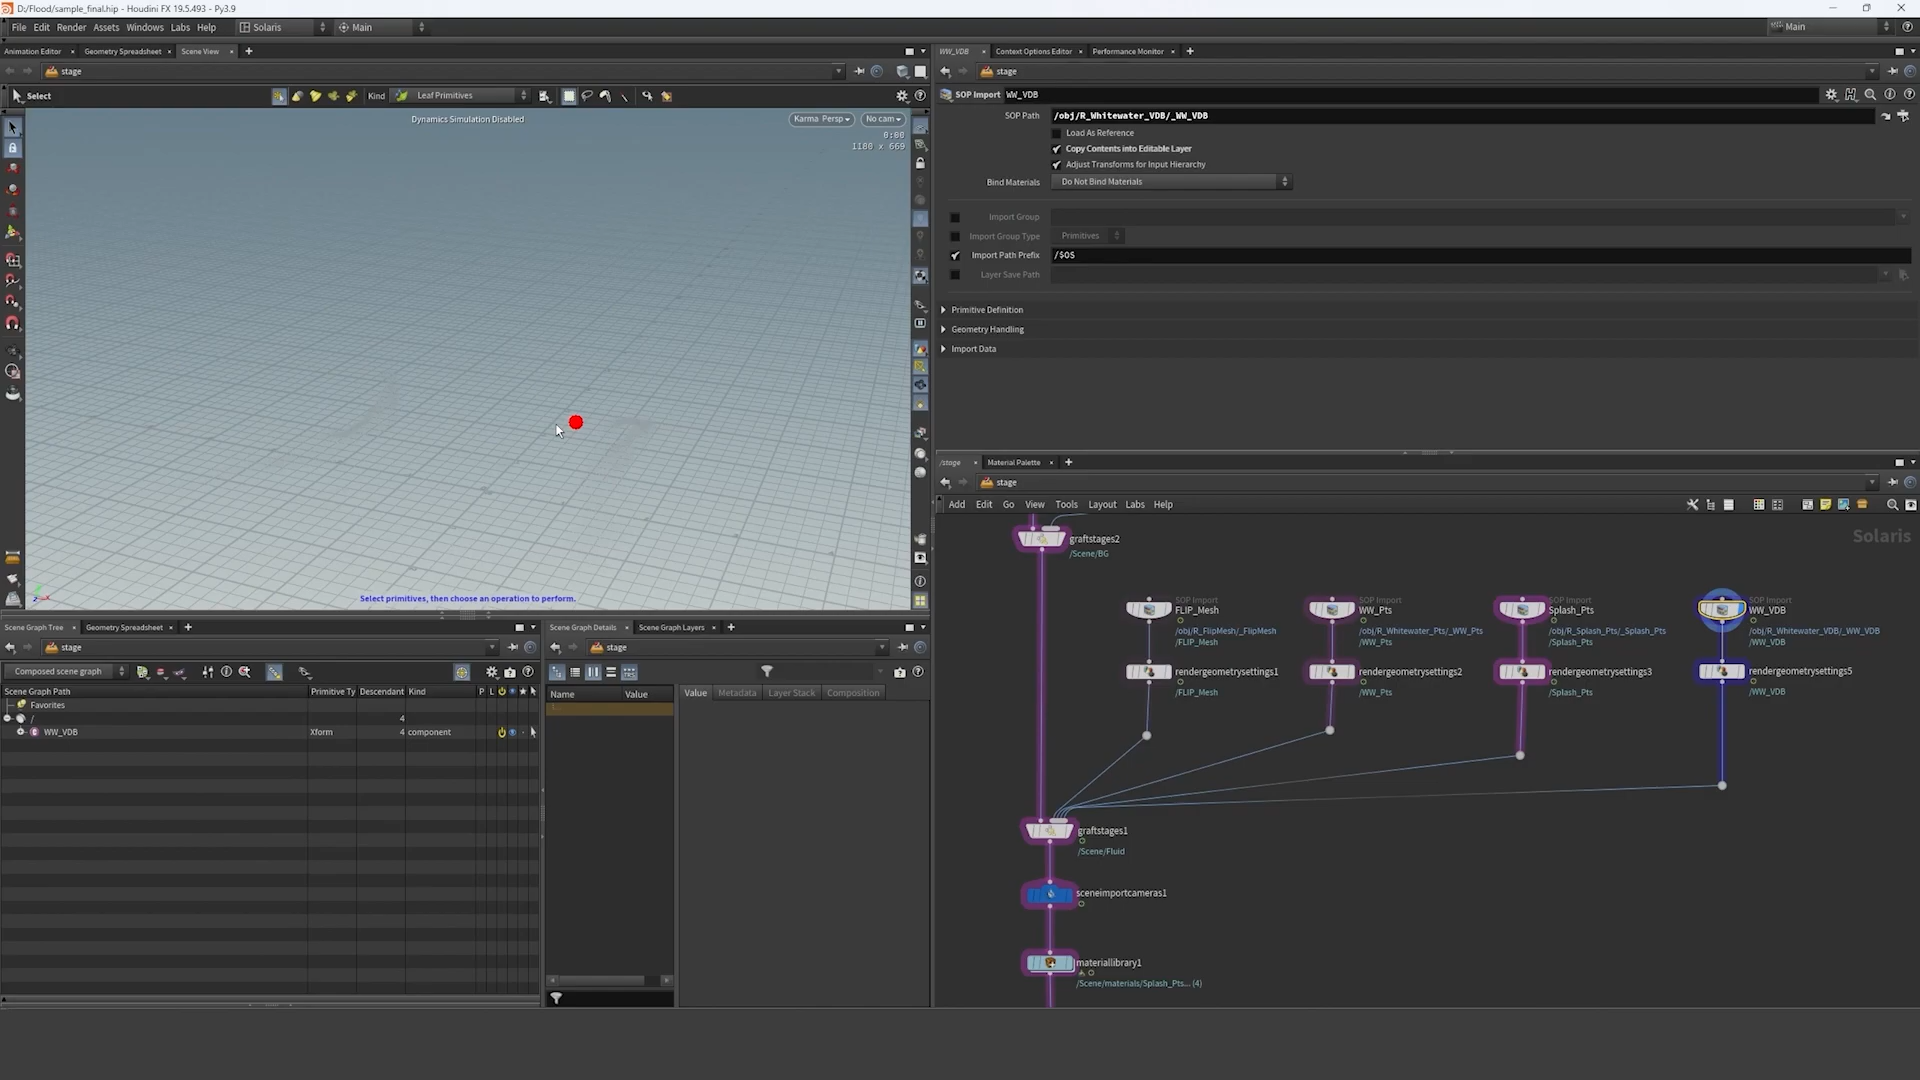 D:/Flood/sample_final.hip - Houdini FX 19.5.493 - Py3.9
File Edit Render Assets Windows Labs Help Solaris Main Main
Animation Editor Geometry Spreadsheet Scene View
stage
Select Kind Leaf Primitives
Dynamics Simulation Disabled
Karma Persp No cam
0:00
1180 x 669
Select primitives, then choose an operation to perform.
Scene Graph Tree Geometry Spreadsheet
stage
Composed scene graph
Scene Graph Path Primitive Ty Descendant Kind P L
Favorites
/ 4
WW_VDB Xform 4 component
Scene Graph Details Scene Graph Layers
stage
Name Value
Value Metadata Layer Stack Composition
WW_VDB Context Options Editor Performance Monitor
stage
SOP Import WW_VDB
SOP Path /obj/R_Whitewater_VDB/_WW_VDB
Load As Reference
Copy Contents into Editable Layer
Adjust Transforms for Input Hierarchy
Bind Materials Do Not Bind Materials
Import Group
Import Group Type Primitives
Import Path Prefix /$OS
Layer Save Path
Primitive Definition
Geometry Handling
Import Data
/stage Material Palette
stage
Add Edit Go View Tools Layout Labs Help
Solaris
graftstages2
/Scene/BG
SOP Import
FLIP_Mesh
/obj/R_FlipMesh/_FlipMesh
/FLIP_Mesh
rendergeometrysettings1
/FLIP_Mesh
SOP Import
WW_Pts
/obj/R_Whitewater_Pts/_WW_Pts
/WW_Pts
rendergeometrysettings2
/WW_Pts
SOP Import
Splash_Pts
/obj/R_Splash_Pts/_Splash_Pts
/Splash_Pts
rendergeometrysettings3
/Splash_Pts
SOP Import
WW_VDB
/obj/R_Whitewater_VDB/_WW_VDB
/WW_VDB
rendergeometrysettings5
/WW_VDB
graftstages1
/Scene/Fluid
sceneimportcameras1
materiallibrary1
/Scene/materials/Splash_Pts... (4)